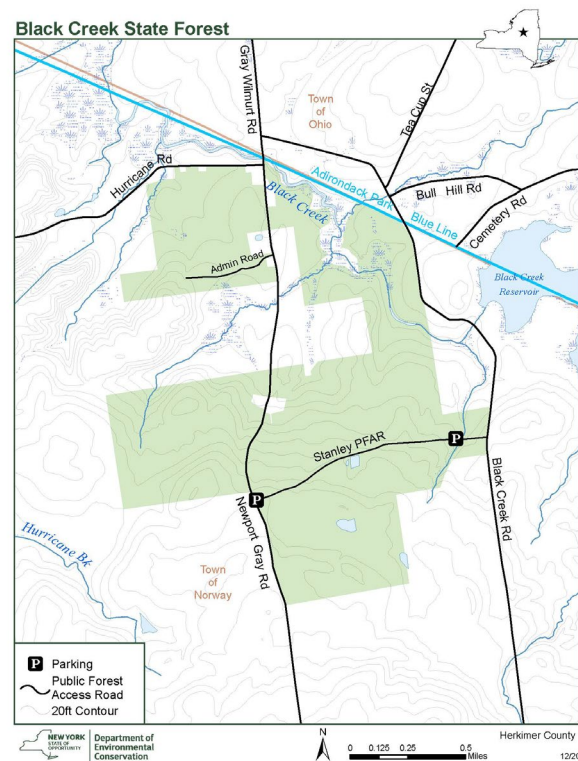 Black Creek State Forest
Gray Wilmurt Rd
Town
of
Ohio
Tea Cup St
Hurricane Rd
Black Creek
Adirondack Park
Blue Line
Bull Hill Rd
Cemetery Rd
Admin Road
Black Creek
Reservoir
Stanley PFAR
P
P
Black Creek Rd
Newport Gray Rd
Hurricane Bk
Town
of
Norway
P Parking
Public Forest
Access Road
20ft Contour
NEW YORK
STATE OF
OPPORTUNITY
Department of
Environmental
Conservation
N
0 0.125 0.25 0.5
Miles
Herkimer County
12/20